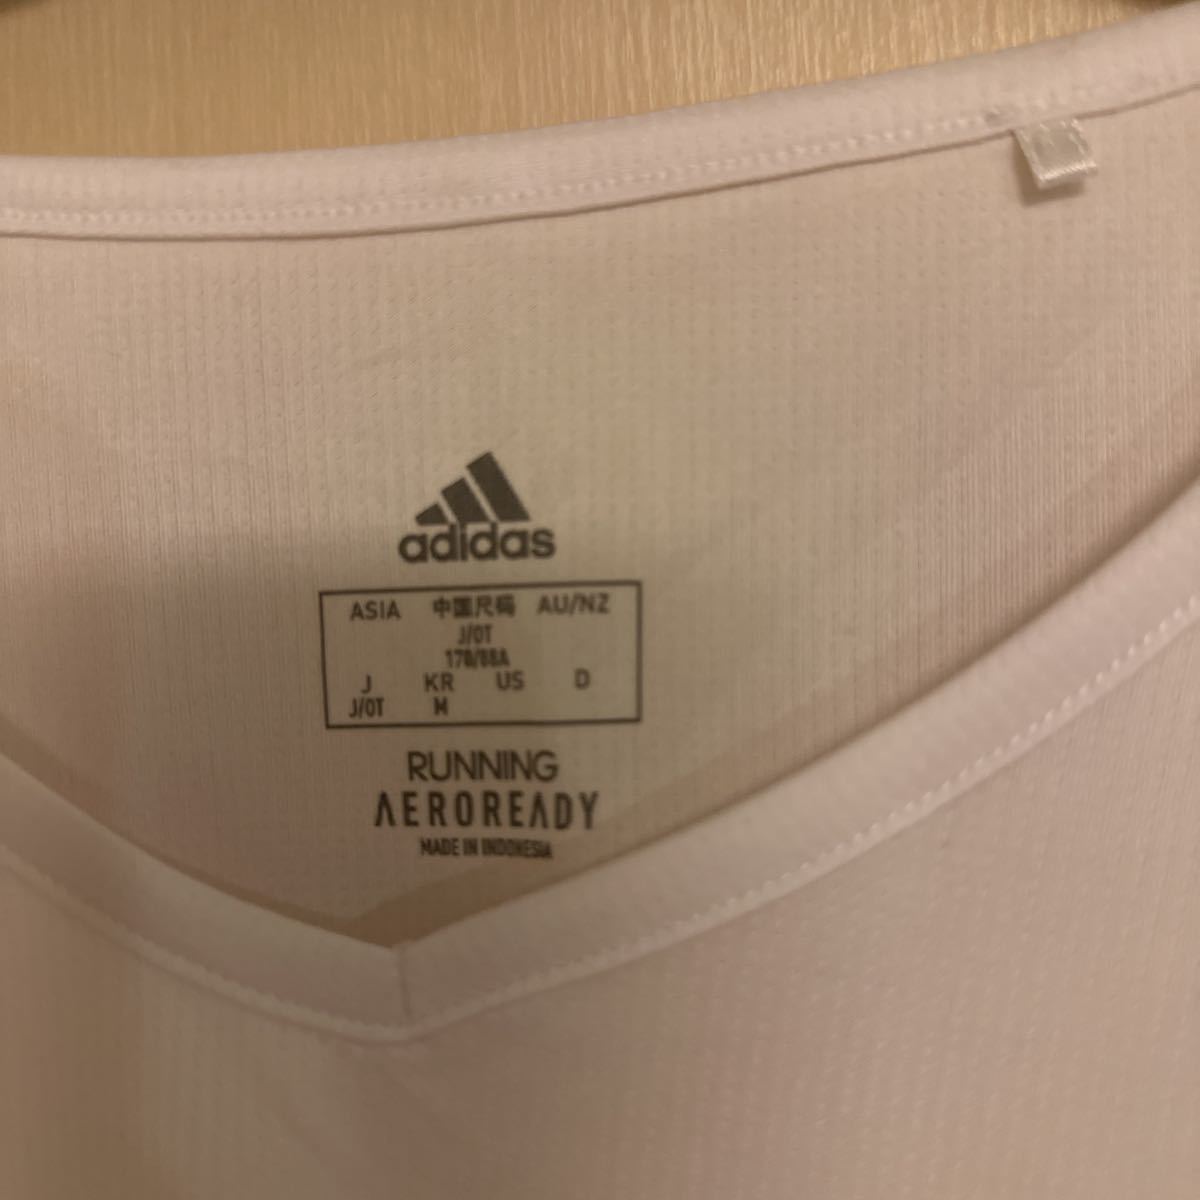 adidas
ASIA 中国尺码 AU/NZ
J/OT
170/88A
J KR US D
J/OT M
RUNNING
AEROREADY
MADE IN INDONESIA